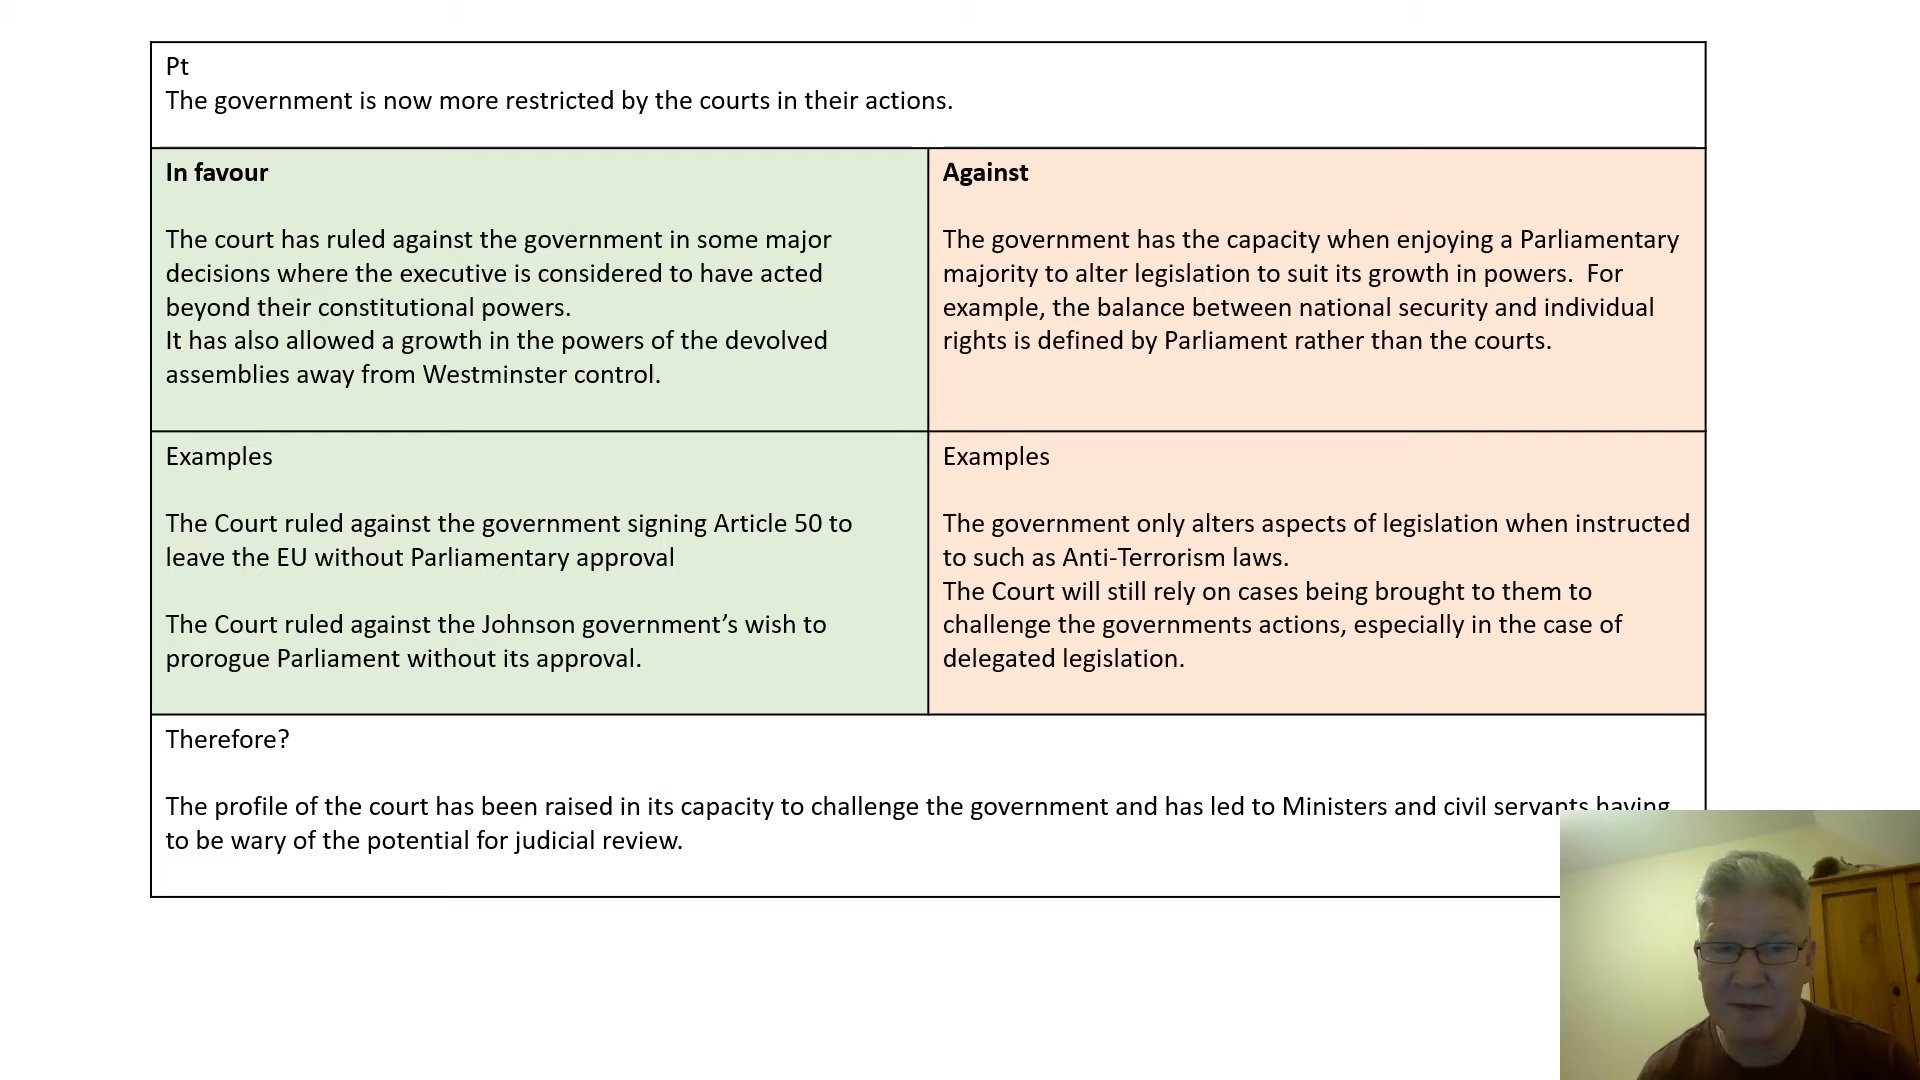 Pt
The government is now more restricted by the courts in their actions.
In favour
The court has ruled against the government in some major
decisions where the executive is considered to have acted
beyond their constitutional powers.
It has also allowed a growth in the powers of the devolved
assemblies away from Westminster control.
Against
The government has the capacity when enjoying a Parliamentary
majority to alter legislation to suit its growth in powers.  For
example, the balance between national security and individual
rights is defined by Parliament rather than the courts.
Examples
The Court ruled against the government signing Article 50 to
leave the EU without Parliamentary approval
The Court ruled against the Johnson government’s wish to
prorogue Parliament without its approval.
Examples
The government only alters aspects of legislation when instructed
to such as Anti-Terrorism laws.
The Court will still rely on cases being brought to them to
challenge the governments actions, especially in the case of
delegated legislation.
Therefore?
The profile of the court has been raised in its capacity to challenge the government and has led to Ministers and civil servants having
to be wary of the potential for judicial review.